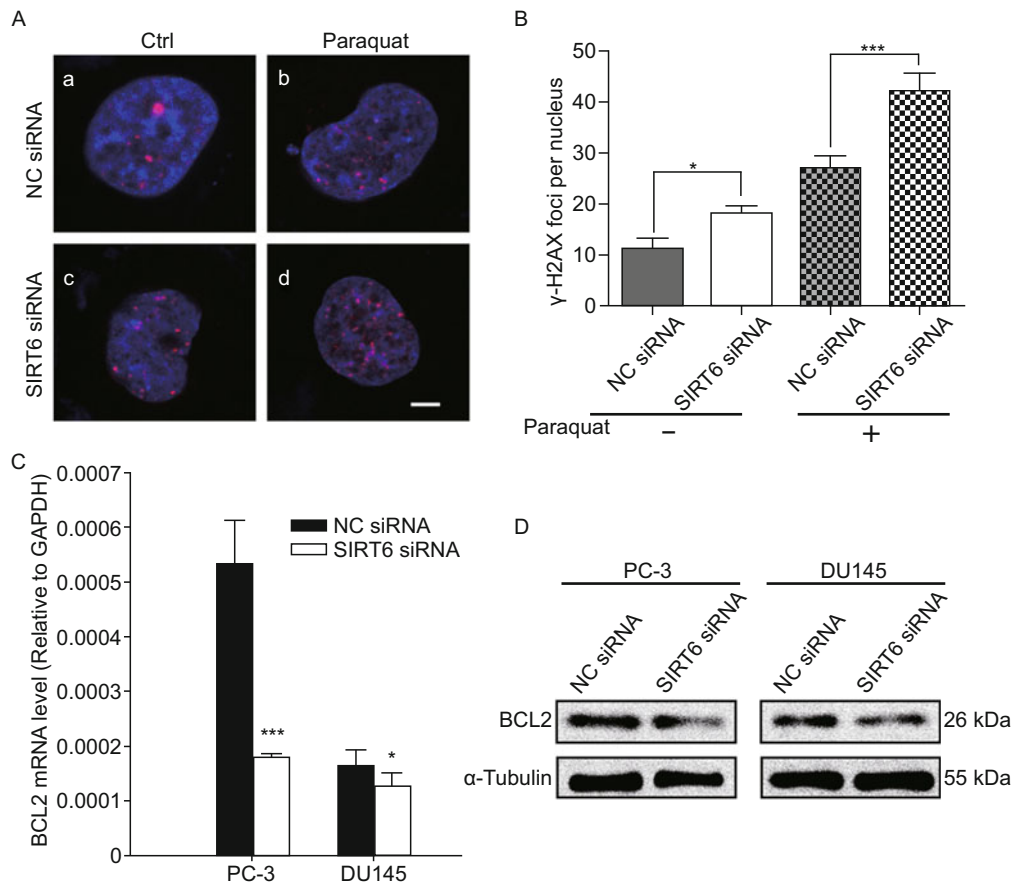 A
Ctrl
Paraquat
NC siRNA
SIRT6 siRNA
a
b
c
d
B
γ-H2AX foci per nucleus
50
40
30
20
10
0
*
***
NC siRNA
SIRT6 siRNA
NC siRNA
SIRT6 siRNA
Paraquat
−
+
C
BCL2 mRNA level (Relative to GAPDH)
0.0007
0.0006
0.0005
0.0004
0.0003
0.0002
0.0001
0
NC siRNA
SIRT6 siRNA
***
*
PC-3
DU145
D
PC-3
DU145
NC siRNA
SIRT6 siRNA
NC siRNA
SIRT6 siRNA
BCL2
26 kDa
α-Tubulin
55 kDa